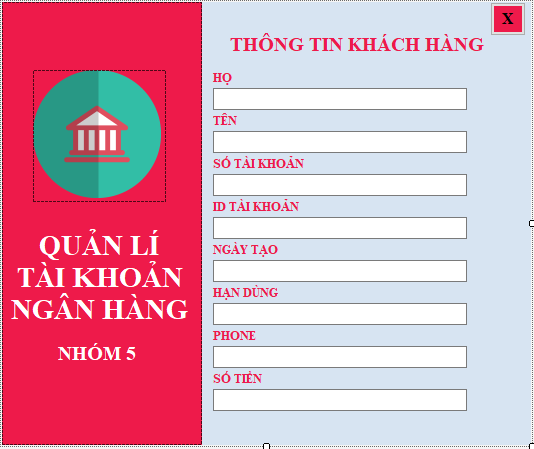 X
THÔNG TIN KHÁCH HÀNG
HỌ
TÊN
SỐ TÀI KHOẢN
ID TÀI KHOẢN
NGÀY TẠO
HẠN DÙNG
PHONE
SỐ TIỀN
QUẢN LÍ
TÀI KHOẢN
NGÂN HÀNG
NHÓM 5